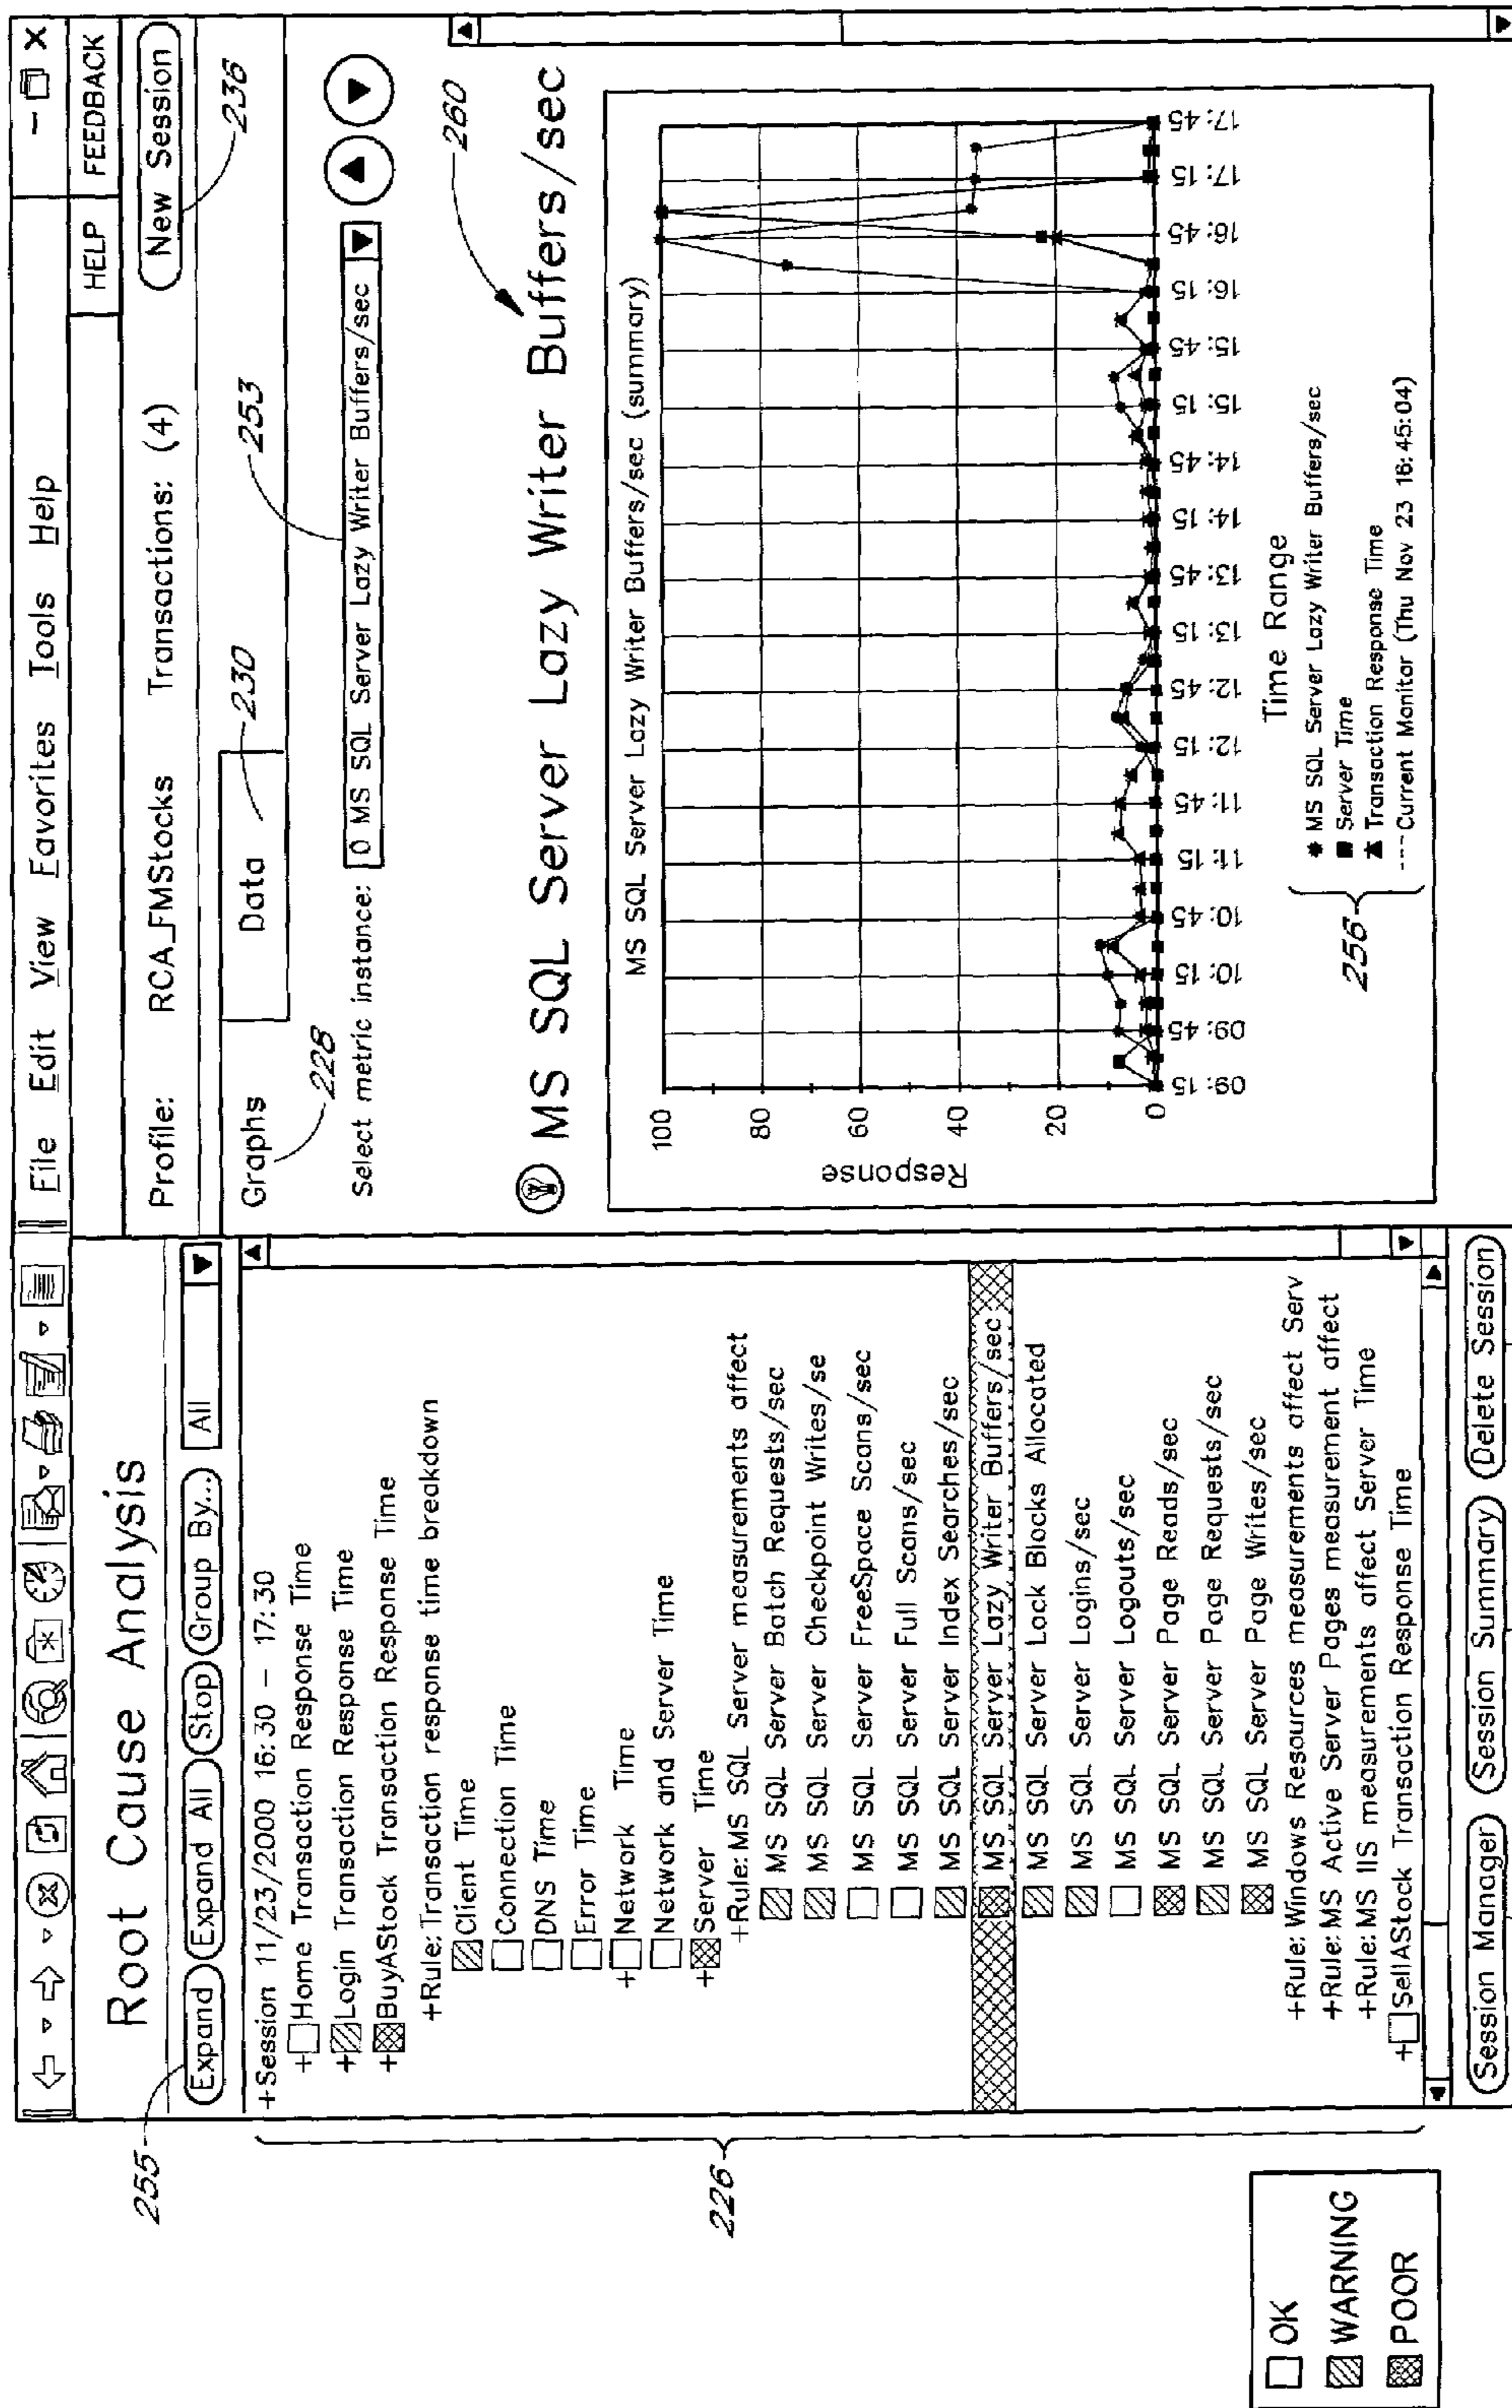 File Edit View Favorites Tools Help
Root Cause Analysis
HELP FEEDBACK
255
Expand Expand All Stop Group By... All
Profile: RCA_FMStocks Transactions: (4) New Session
236
+Session 11/23/2000 16:30 - 17:30
+Home Transaction Response Time
+Login Transaction Response Time
+BuyAStock Transaction Response Time
+Rule: Transaction response time breakdown
Client Time
Connection Time
DNS Time
Error Time
+Network Time
Network and Server Time
+Server Time
+Rule: MS SQL Server measurements affect
MS SQL Server Batch Requests/sec
MS SQL Server Checkpoint Writes/se
MS SQL Server FreeSpace Scans/sec
MS SQL Server Full Scans/sec
MS SQL Server Index Searches/sec
MS SQL Server Lazy Writer Buffers/sec
MS SQL Server Lock Blocks Allocated
MS SQL Server Logins/sec
MS SQL Server Logouts/sec
MS SQL Server Page Reads/sec
MS SQL Server Page Requests/sec
MS SQL Server Page Writes/sec
+Rule: Windows Resources measurements affect Serv
+Rule: MS Active Server Pages measurement affect
+Rule: MS IIS measurements affect Server Time
+SellAStock Transaction Response Time
Session Manager Session Summary Delete Session
226
Graphs Data
228
230
253
Select metric instance: 0 MS SQL Server Lazy Writer Buffers/sec
260
MS SQL Server Lazy Writer Buffers/sec
MS SQL Server Lazy Writer Buffers/sec (summary)
Response
100
80
60
40
20
0
09:15 09:45 10:15 10:45 11:15 11:45 12:15 12:45 13:15 13:45 14:15 14:45 15:15 15:45 16:15 16:45 17:15 17:45
Time Range
256
MS SQL Server Lazy Writer Buffers/sec
Server Time
Transaction Response Time
---Current Monitor (Thu Nov 23 16:45:04)
OK
WARNING
POOR